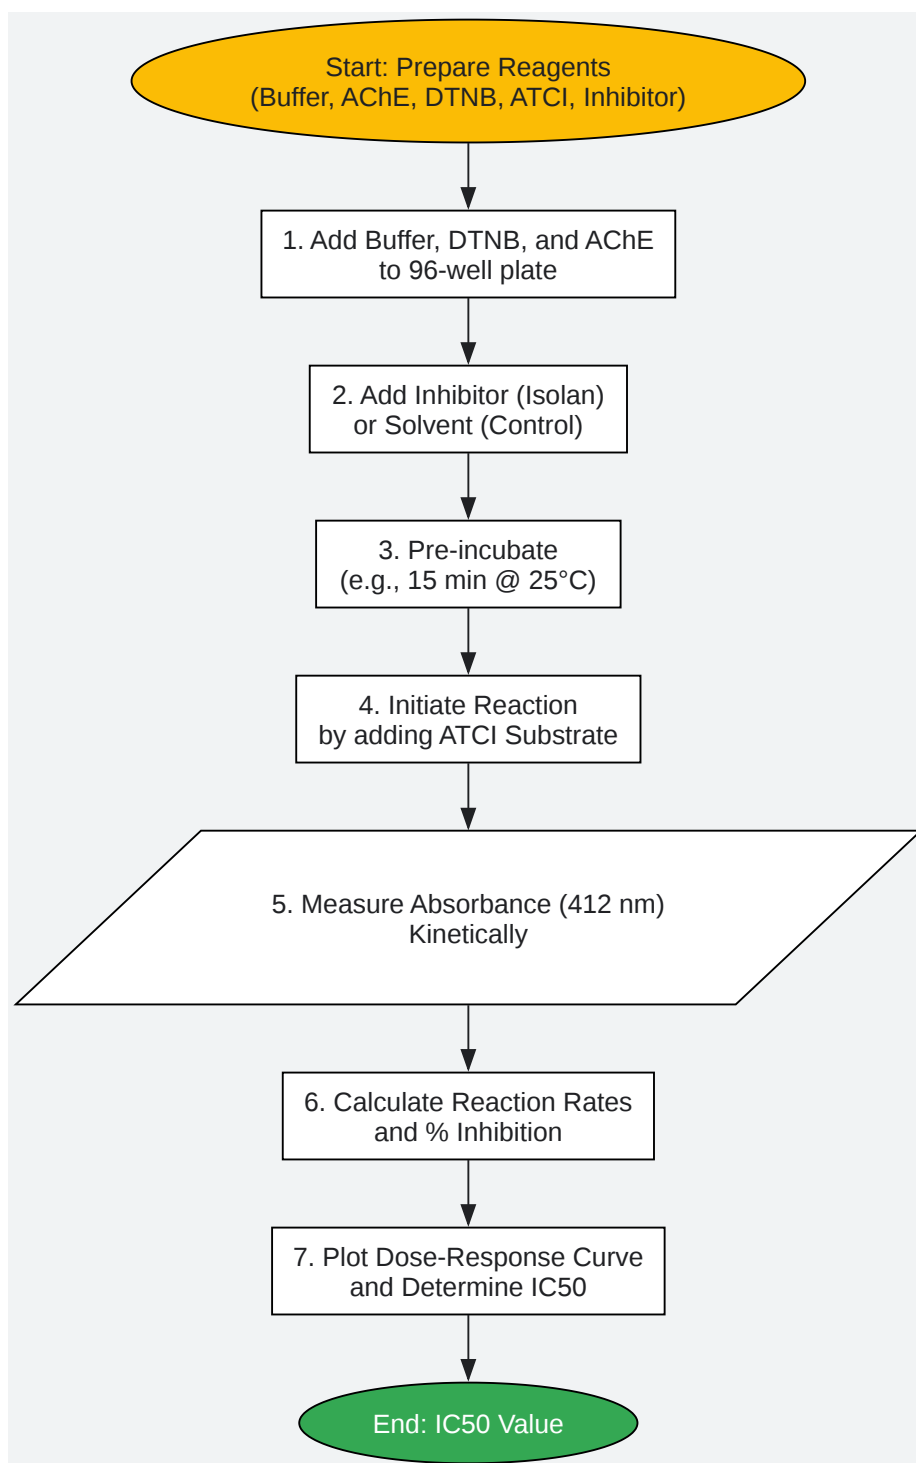 Start: Prepare Reagents
(Buffer, AChE, DTNB, ATCI, Inhibitor)
1. Add Buffer, DTNB, and AChE
to 96-well plate
2. Add Inhibitor (Isolan)
or Solvent (Control)
3. Pre-incubate
(e.g., 15 min @ 25°C)
4. Initiate Reaction
by adding ATCI Substrate
5. Measure Absorbance (412 nm)
Kinetically
6. Calculate Reaction Rates
and % Inhibition
7. Plot Dose-Response Curve
and Determine IC50
End: IC50 Value